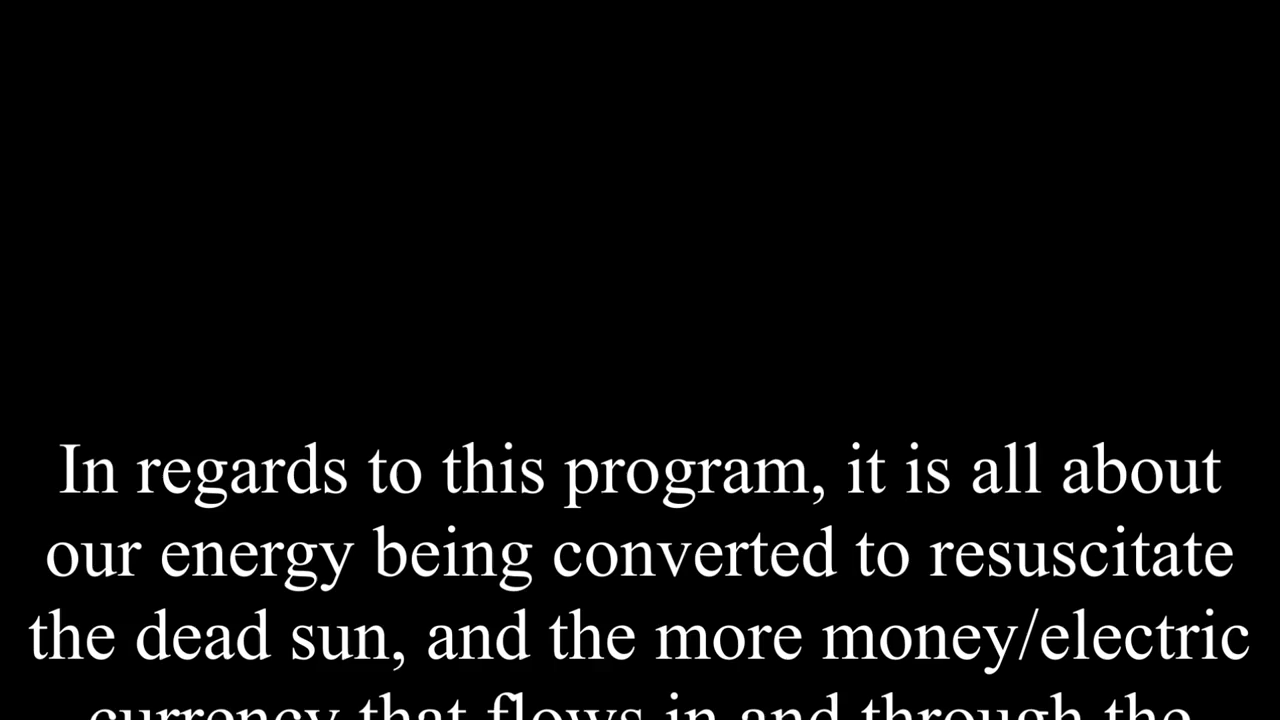 In regards to this program, it is all about
our energy being converted to resuscitate
the dead sun, and the more money/electric
currency that flows in and through the